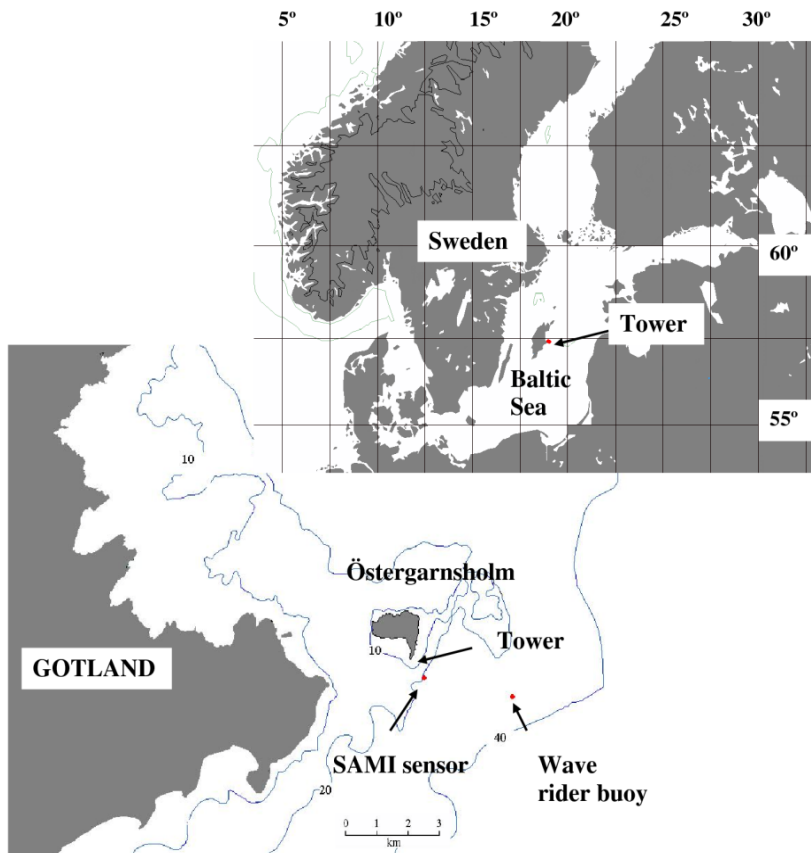 5º 10º 15º 20º 25º 30º
Sweden
60º
Tower
Baltic
Sea
55º
10
Östergarnsholm
Tower
10
GOTLAND
40
SAMI sensor
Wave
rider buoy
20
0 1 2 3
km